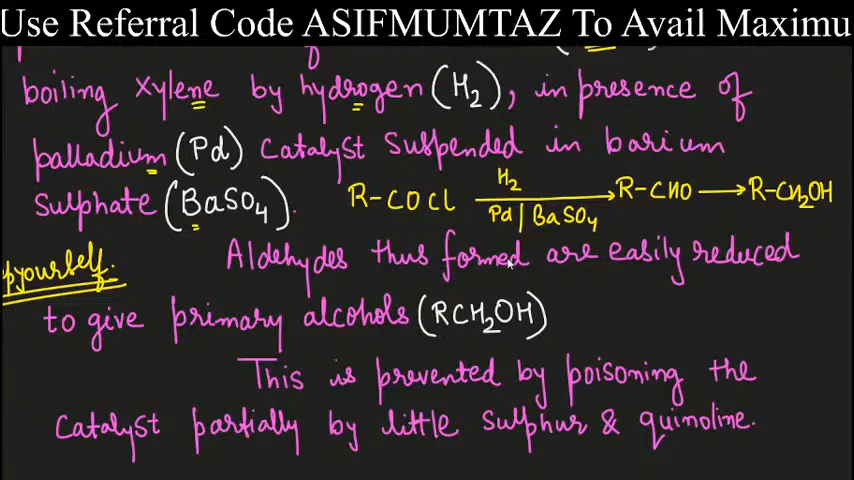 Use Referral Code ASIFMUMTAZ To Avail Maximu
boiling xylene by hydrogen (H2), in presence of
palladium (Pd) Catalyst Suspended in barium
Sulphate (BaSO4). R-COCl H2 Pd|BaSO4 → R-CHO → R-CH2OH
pyourself. Aldehydes thus formed are easily reduced
to give primary alcohols (RCH2OH)
This is prevented by poisoning the
Catalyst partially by little Sulphur & quinoline.